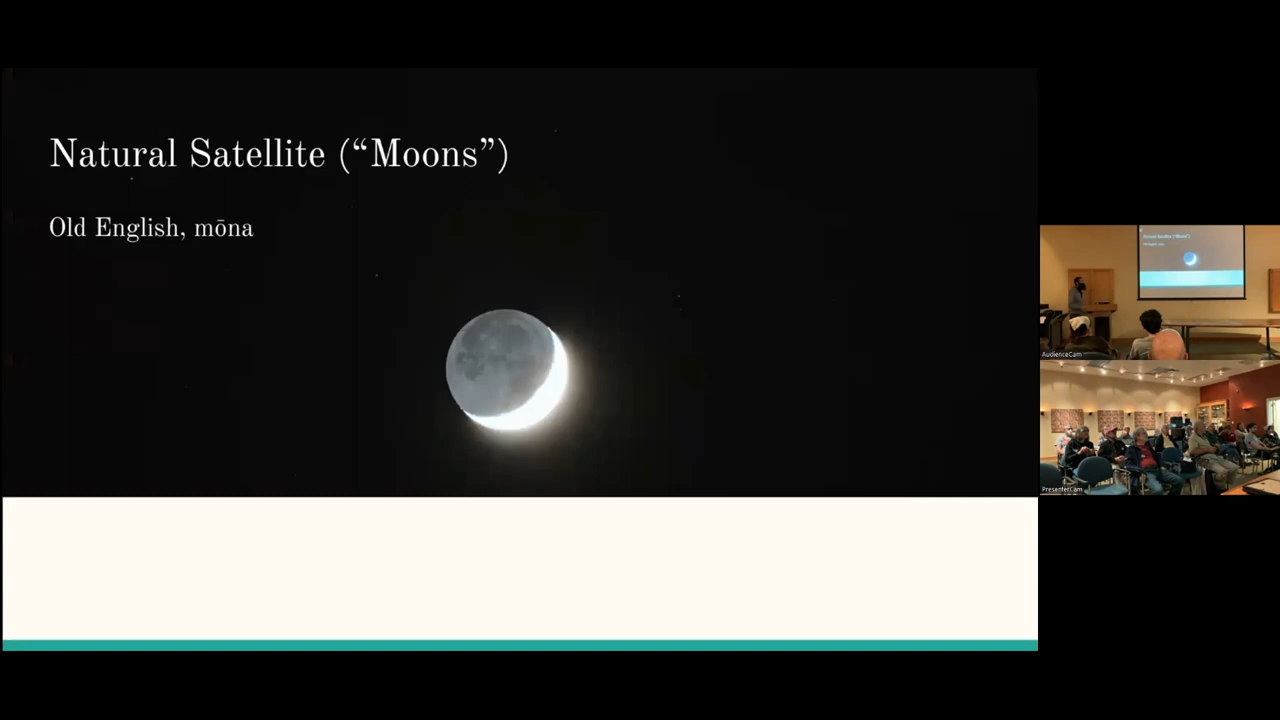 Natural Satellite (“Moons”)
Old English, mōna
AudienceCam
PresenterCam